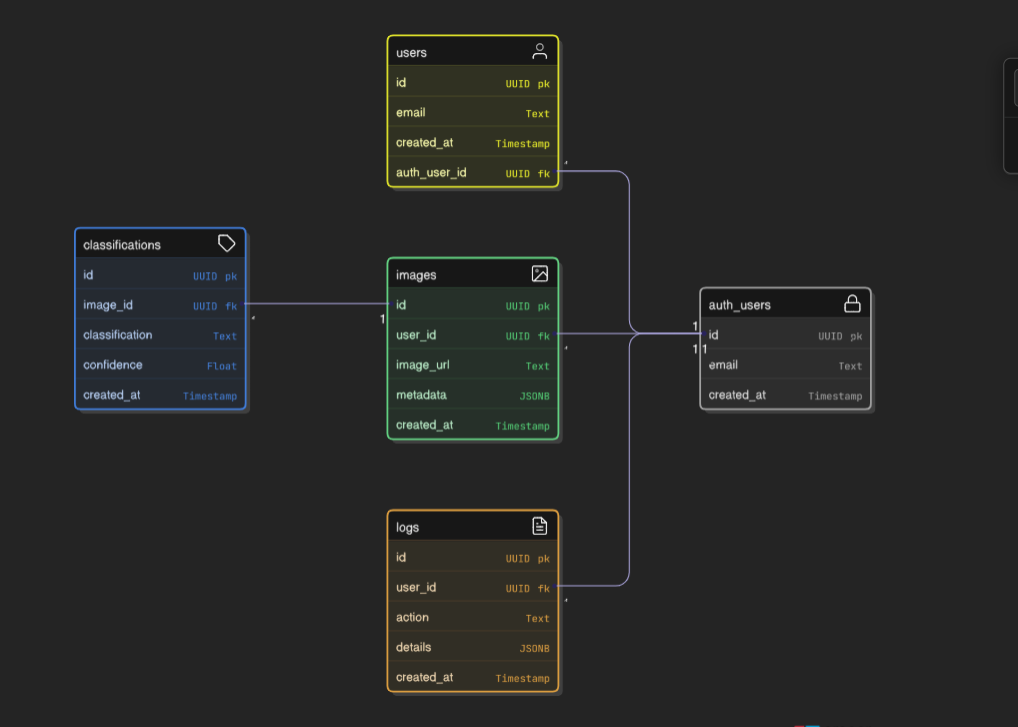 users
id UUID pk
email Text
created_at Timestamp
auth_user_id UUID fk
*
classifications
id UUID pk
image_id UUID fk
*
classification Text
confidence Float
created_at Timestamp
images
id UUID pk
1
user_id UUID fk
*
image_url Text
metadata JSONB
created_at Timestamp
auth_users
1
id UUID pk
1 1
email Text
created_at Timestamp
logs
id UUID pk
user_id UUID fk
*
action Text
details JSONB
created_at Timestamp